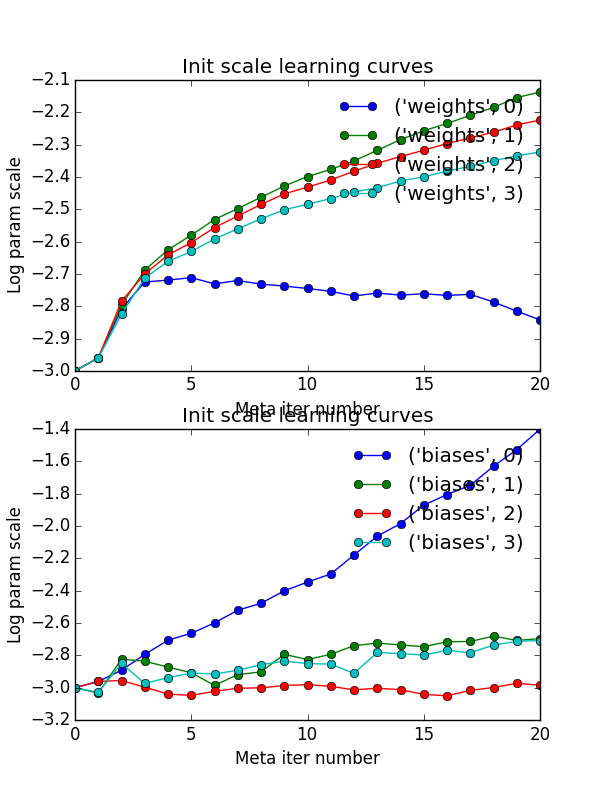 Init scale learning curves
Log param scale
−2.1
−2.2
−2.3
−2.4
−2.5
−2.6
−2.7
−2.8
−2.9
−3.0
('weights', 0)
('weights', 1)
('weights', 2)
('weights', 3)
0 5 10 15 20
Meta iter number
Init scale learning curves
Log param scale
−1.4
−1.6
−1.8
−2.0
−2.2
−2.4
−2.6
−2.8
−3.0
−3.2
('biases', 0)
('biases', 1)
('biases', 2)
('biases', 3)
0 5 10 15 20
Meta iter number